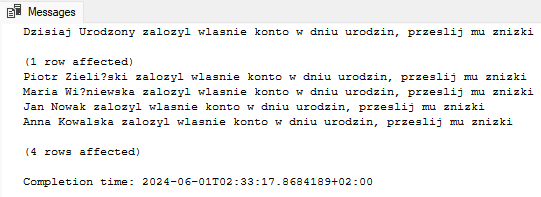 Messages
Dzisiaj Urodzony zalozyl wlasnie konto w dniu urodzin, przeslij mu znizki
(1 row affected)
Piotr Zieli?ski zalozyl wlasnie konto w dniu urodzin, przeslij mu znizki
Maria Wi?niewska zalozyl wlasnie konto w dniu urodzin, przeslij mu znizki
Jan Nowak zalozyl wlasnie konto w dniu urodzin, przeslij mu znizki
Anna Kowalska zalozyl wlasnie konto w dniu urodzin, przeslij mu znizki
(4 rows affected)
Completion time: 2024-06-01T02:33:17.8684189+02:00